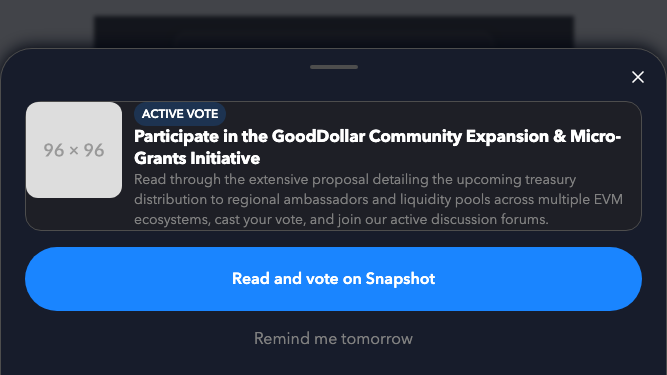 96 × 96
ACTIVE VOTE
Participate in the GoodDollar Community Expansion & Micro-
Grants Initiative
Read through the extensive proposal detailing the upcoming treasury
distribution to regional ambassadors and liquidity pools across multiple EVM
ecosystems, cast your vote, and join our active discussion forums.
Read and vote on Snapshot
Remind me tomorrow